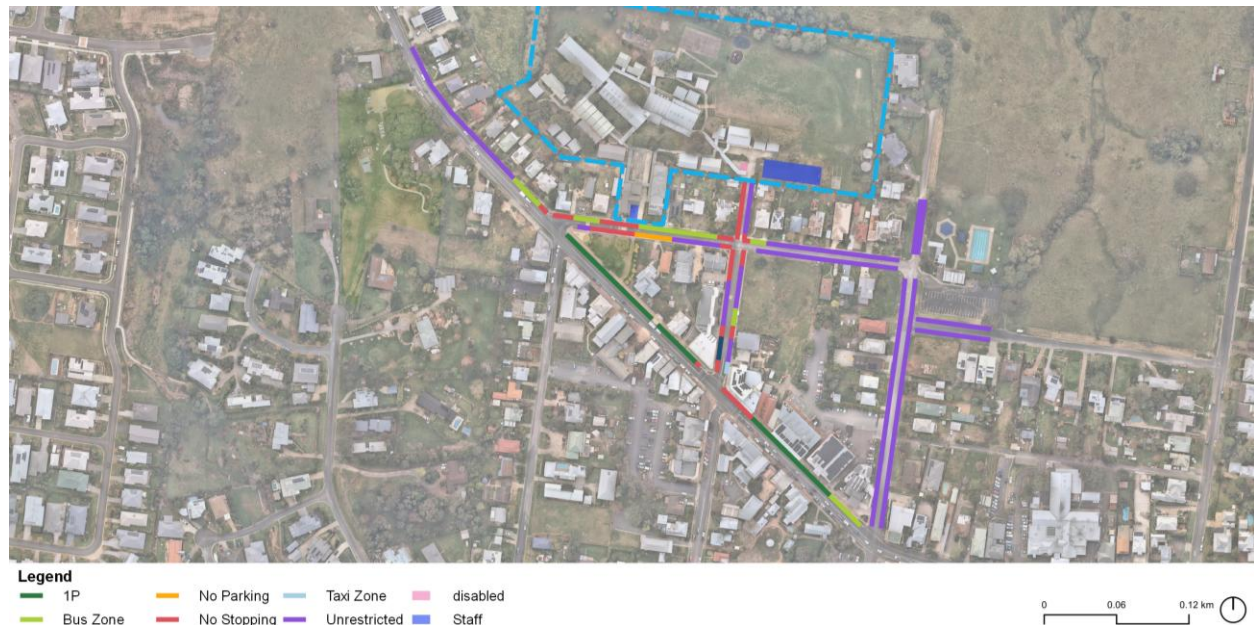 Legend
1P
No Parking
Taxi Zone
disabled
Bus Zone
No Stopping
Unrestricted
Staff
0 0.06 0.12 km